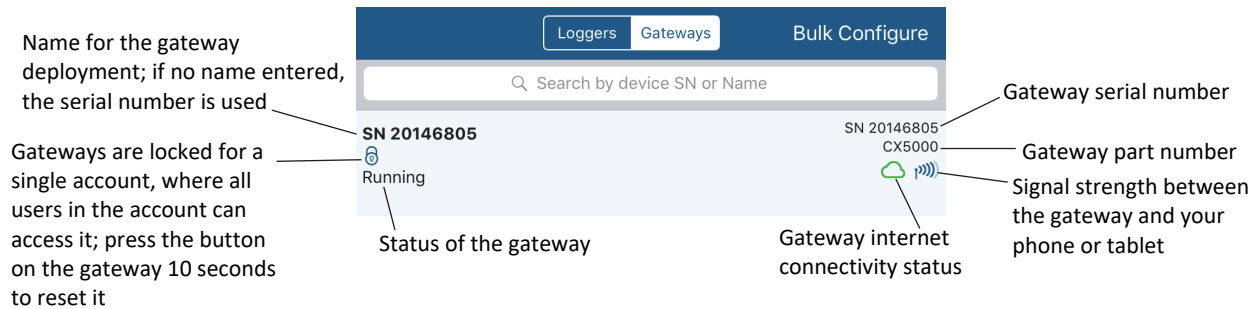 Name for the gateway
deployment; if no name entered,
the serial number is used
Gateways are locked for a
single account, where all
users in the account can
access it; press the button
on the gateway 10 seconds
to reset it
Loggers
Gateways
Bulk Configure
Search by device SN or Name
SN 20146805
Running
SN 20146805
CX5000
Status of the gateway
Gateway internet
connectivity status
Gateway serial number
Gateway part number
Signal strength between
the gateway and your
phone or tablet